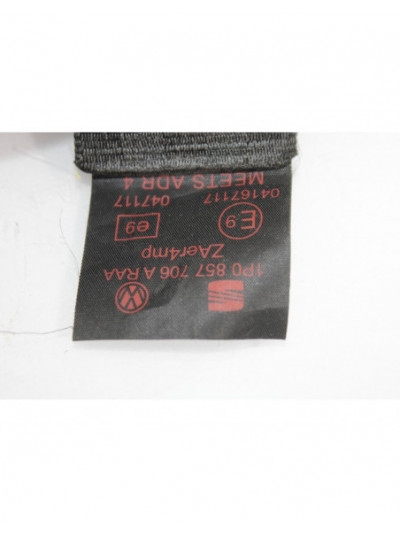 1P0 857 706 A RAA
ZAer4mp
E9 e9
04167117 047117
MEETS ADR 4